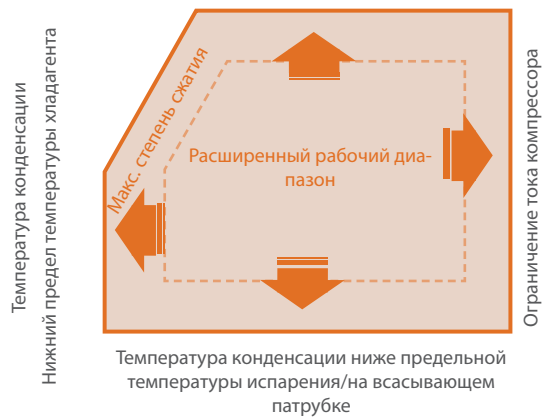 Температура конденсации
Нижний предел температуры хладагента
Макс. степень сжатия
Расширенный рабочий диа-
пазон
Ограничение тока компрессора
Температура конденсации ниже предельной
температуры испарения/на всасывающем
патрубке